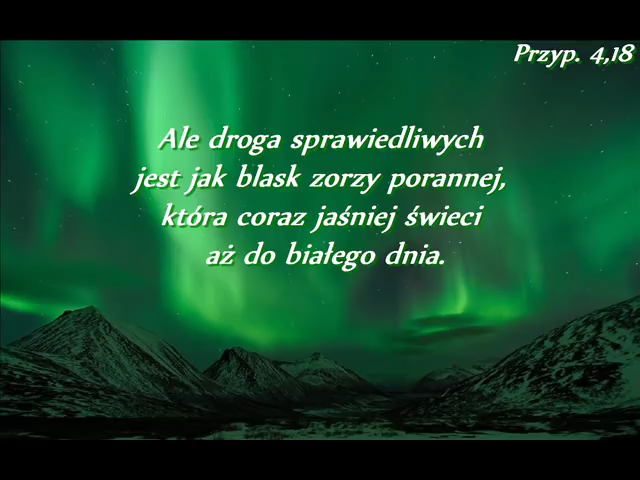 Przyp. 4,18
Ale droga sprawiedliwych
jest jak blask zorzy porannej,
która coraz jaśniej świeci
aż do białego dnia.